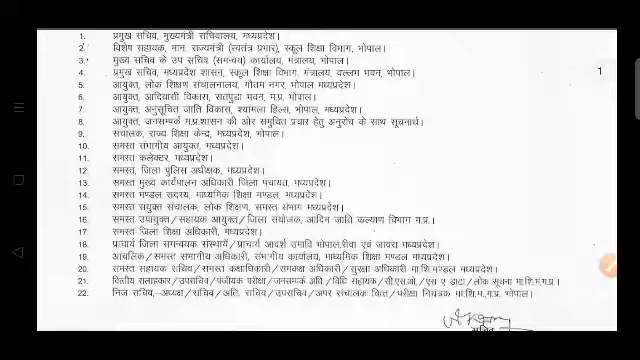 1. प्रमुख सचिव, मुख्यमंत्री सचिवालय, मध्यप्रदेश।
2. विशेष सहायक, मान. राज्यमंत्री (स्वतंत्र प्रभार), स्कूल शिक्षा विभाग, भोपाल।
3. मुख्य सचिव के उप सचिव (समन्वय) कार्यालय, मंत्रालय, भोपाल।
4. प्रमुख सचिव, मध्यप्रदेश शासन, स्कूल शिक्षा विभाग, मंत्रालय, वल्लभ भवन, भोपाल।
1
5. आयुक्त, लोक शिक्षण संचालनालय, गौतम नगर, भोपाल मध्यप्रदेश।
6. आयुक्त, आदिवासी विकास, सतपुडा भवन, म.प्र. भोपाल।
7. आयुक्त, अनुसूचित जाति विकास, श्यामला हिल्स, भोपाल, मध्यप्रदेश।
8. आयुक्त, जनसम्पर्क म.प्र.शासन की ओर समुचित प्रचार हेतु अनुरोध के साथ सूचनार्थ।
9. संचालक, राज्य शिक्षा केन्द्र, मध्यप्रदेश, भोपाल।
10. समस्त संभागीय आयुक्त, मध्यप्रदेश।
11. समस्त कलेक्टर, मध्यप्रदेश।
12. समस्त, जिला पुलिस अधीक्षक, मध्यप्रदेश।
13. समस्त मुख्य कार्यपालन अधिकारी जिला पंचायत, मध्यप्रदेश।
14. समस्त मण्डल सदस्य, माध्यमिक शिक्षा मण्डल, मध्यप्रदेश।
15. समस्त संयुक्त संचालक, लोक शिक्षण, समस्त संभाग मध्यप्रदेश।
16. समस्त उपायुक्त/सहायक आयुक्त/जिला संयोजक, आदिम जाति कल्याण विभाग म.प्र.।
17. समस्त जिला शिक्षा अधिकारी, मध्यप्रदेश।
18. प्राचार्य जिला समन्वयक संस्थायें/प्राचार्य आदर्श उमावि भोपाल,रीवा एवं जावरा मध्यप्रदेश।
19. आंचलिक/समस्त संभागीय अधिकारी, संभागीय कार्यालय, माध्यमिक शिक्षा मण्डल मध्यप्रदेश।
20. समस्त सहायक सचिव/समस्त कक्षाधिकारी/समकक्ष अधिकारी/सुरक्षा अधिकारी मा.शि.मण्डल मध्यप्रदेश।
21. वित्तीय सलाहकार/उपसचिव/पंजीयक परीक्षा/जनसम्पर्क अधि./विधि सहायक/सी.एस.ओ./एस ए डाटा/लोक सूचना मा.शि.मं.म.प्र.।
22. निज सचिव,-अध्यक्ष/सचिव/अति. सचिव/उपसचिव/अपर संचालक वित्त/परीक्षा नियंत्रक मा.शि.म.म.प्र. भोपाल।
सचिव